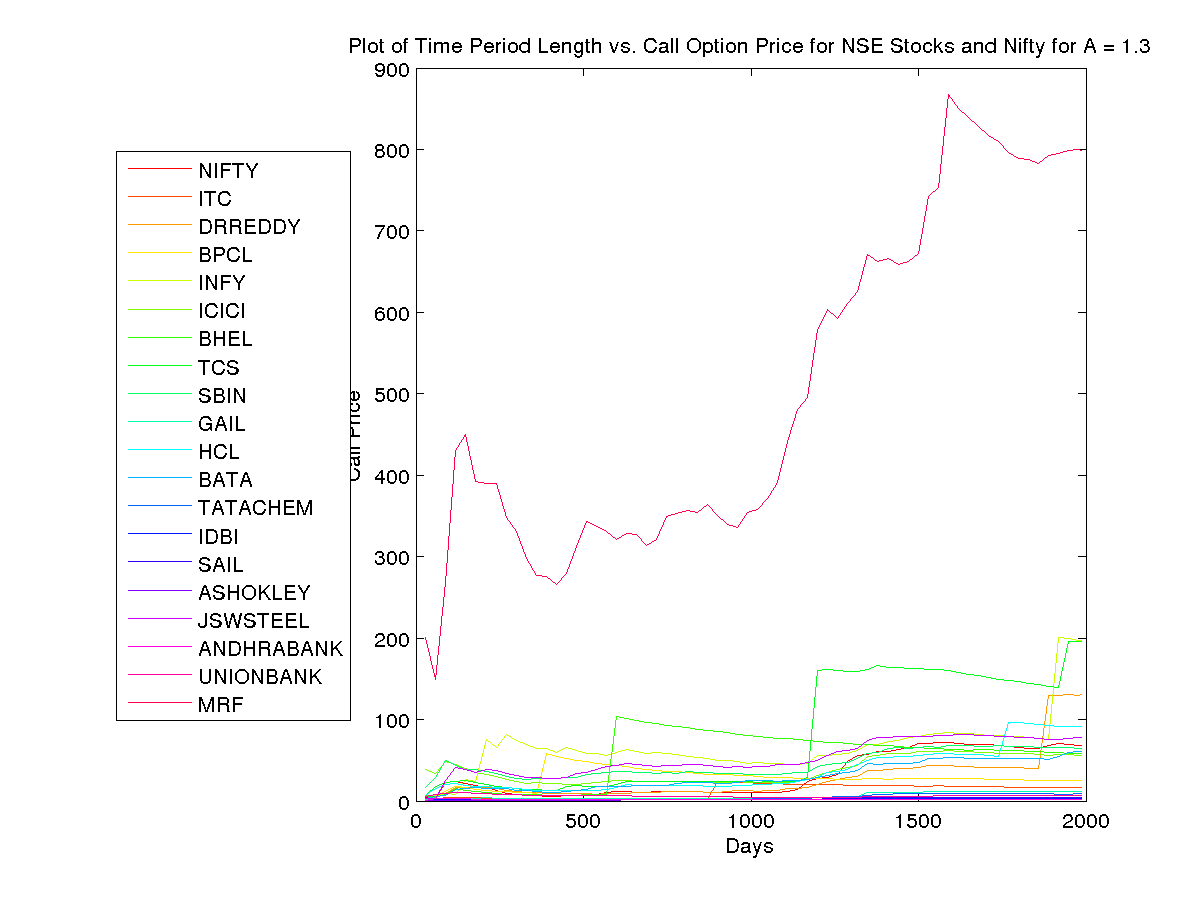 Plot of Time Period Length vs. Call Option Price for NSE Stocks and Nifty for A = 1.3
NIFTY
ITC
DRREDDY
BPCL
INFY
ICICI
BHEL
TCS
SBIN
GAIL
HCL
BATA
TATACHEM
IDBI
SAIL
ASHOKLEY
JSWSTEEL
ANDHRABANK
UNIONBANK
MRF
Call Price
900
800
700
600
500
400
300
200
100
0
0 500 1000 1500 2000
Days